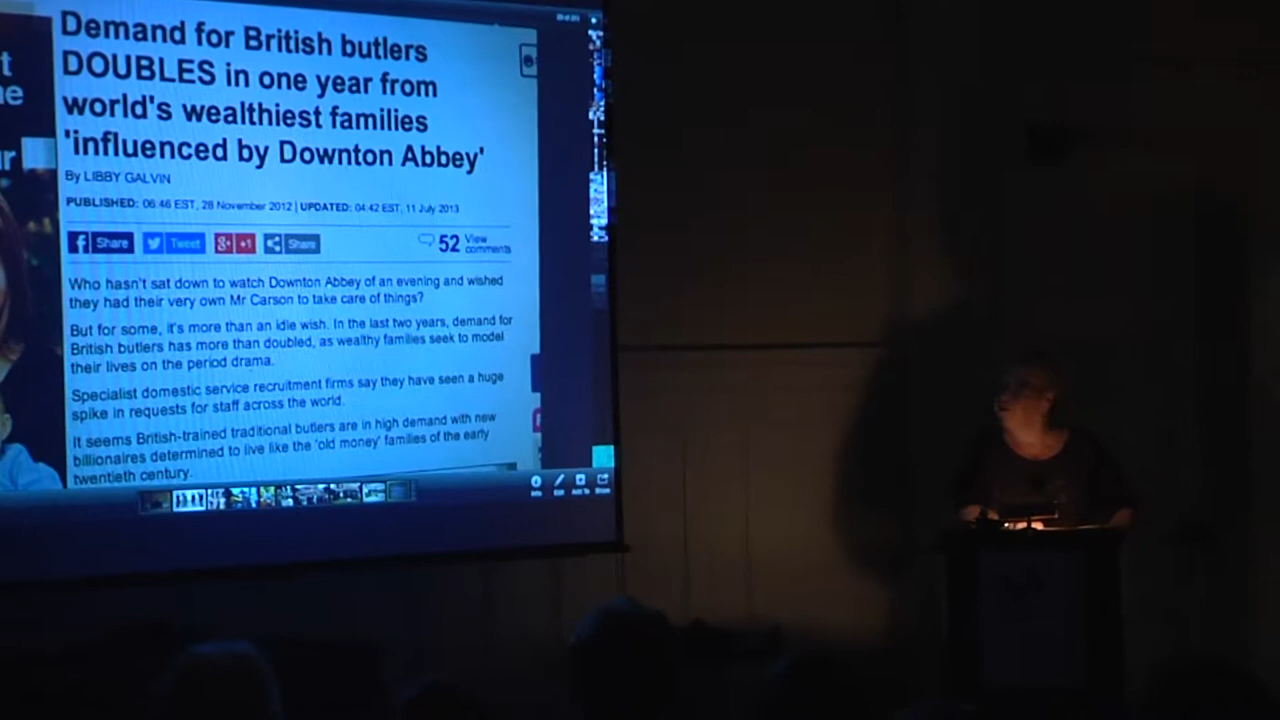 Demand for British butlers
DOUBLES in one year from
world's wealthiest families
'influenced by Downton Abbey'
By LIBBY GALVIN
PUBLISHED: 06:46 EST, 28 November 2012 | UPDATED: 04:42 EST, 11 July 2013
Share
Tweet
+1
Share
52 View comments
Who hasn't sat down to watch Downton Abbey of an evening and wished
they had their very own Mr Carson to take care of things?
But for some, it's more than an idle wish. In the last two years, demand for
British butlers has more than doubled, as wealthy families seek to model
their lives on the period drama.
Specialist domestic service recruitment firms say they have seen a huge
spike in requests for staff across the world.
It seems British-trained traditional butlers are in high demand with new
billionaires determined to live like the 'old money' families of the early
twentieth century.
Info Edit Add To Share